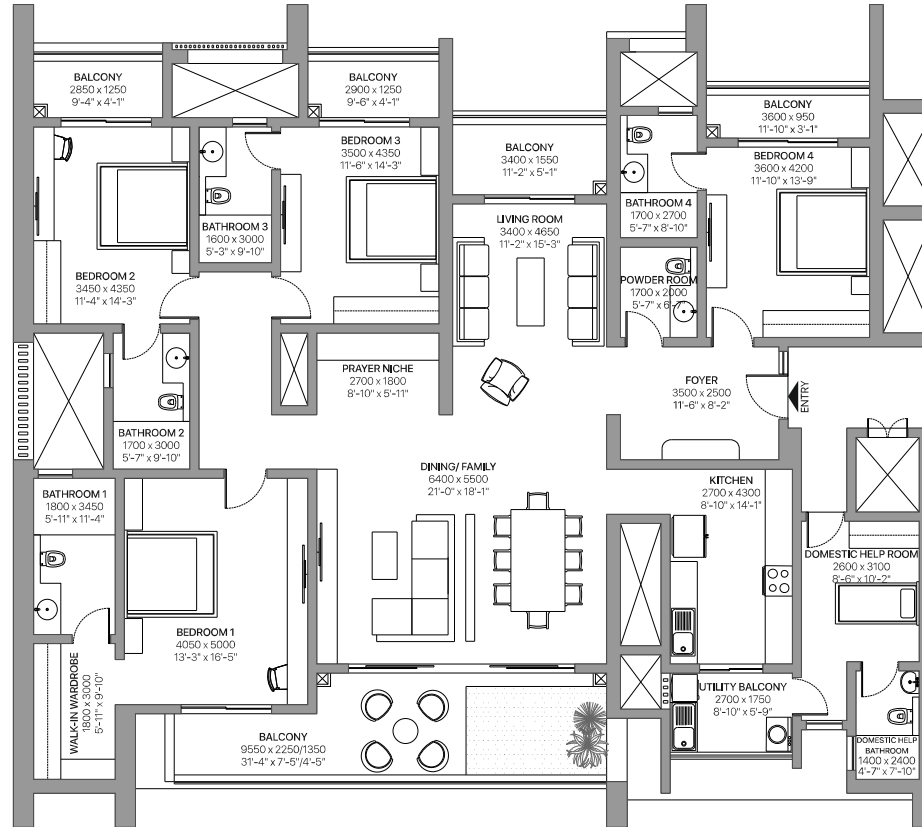 BALCONY
2850 x 1250
9'-4" x 4'-1"
BALCONY
2900 x 1250
9'-6" x 4'-1"
BALCONY
3600 x 950
11'-10" x 3'-1"
BALCONY
3400 x 1550
11'-2" x 5'-1"
BEDROOM 3
3500 x 4350
11'-6" x 14'-3"
BEDROOM 4
3600 x 4200
11'-10" x 13'-9"
BATHROOM 3
1600 x 3000
5'-3" x 9'-10"
BATHROOM 4
1700 x 2700
5'-7" x 8'-10"
LIVING ROOM
3400 x 4650
11'-2" x 15'-3"
BEDROOM 2
3450 x 4350
11'-4" x 14'-3"
POWDER ROOM
1700 x 2000
5'-7" x 6'-7"
PRAYER NICHE
2700 x 1800
8'-10" x 5'-11"
FOYER
3500 x 2500
11'-6" x 8'-2"
ENTRY
BATHROOM 2
1700 x 3000
5'-7" x 9'-10"
DINING/ FAMILY
6400 x 5500
21'-0" x 18'-1"
KITCHEN
2700 x 4300
8'-10" x 14'-1"
BATHROOM 1
1800 x 3450
5'-11" x 11'-4"
DOMESTIC HELP ROOM
2600 x 3100
8'-6" x 10'-2"
BEDROOM 1
4050 x 5000
13'-3" x 16'-5"
WALK-IN WARDROBE
1800 x 3000
5'-11" x 9'-10"
UTILITY BALCONY
2700 x 1750
8'-10" x 5'-9"
BALCONY
9550 x 2250/1350
31'-4" x 7'-5"/4'-5"
DOMESTIC HELP
BATHROOM
1400 x 2400
4'-7" x 7'-10"